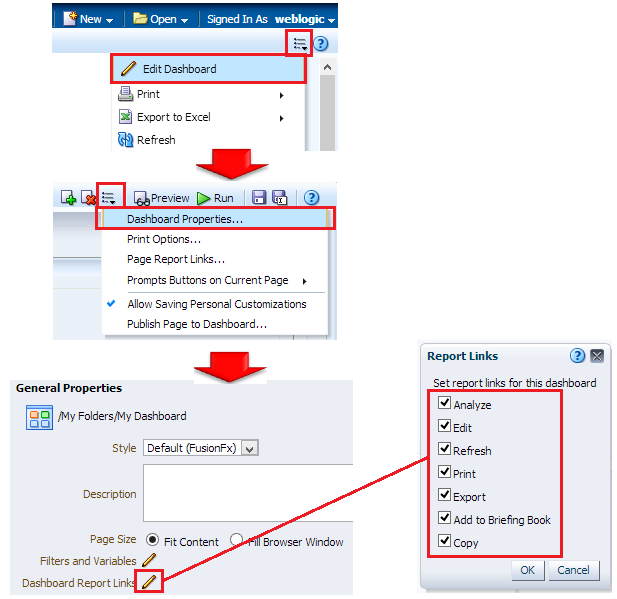 New Open Signed In As weblogic
Edit Dashboard
Print
Export to Excel
Refresh
Preview Run
Dashboard Properties...
Print Options...
Page Report Links...
Prompts Buttons on Current Page
Allow Saving Personal Customizations
Publish Page to Dashboard...
General Properties
/My Folders/My Dashboard
Style Default (FusionFx)
Description
Page Size Fit Content Fill Browser Window
Filters and Variables
Dashboard Report Links
Report Links
Set report links for this dashboard
Analyze
Edit
Refresh
Print
Export
Add to Briefing Book
Copy
OK Cancel